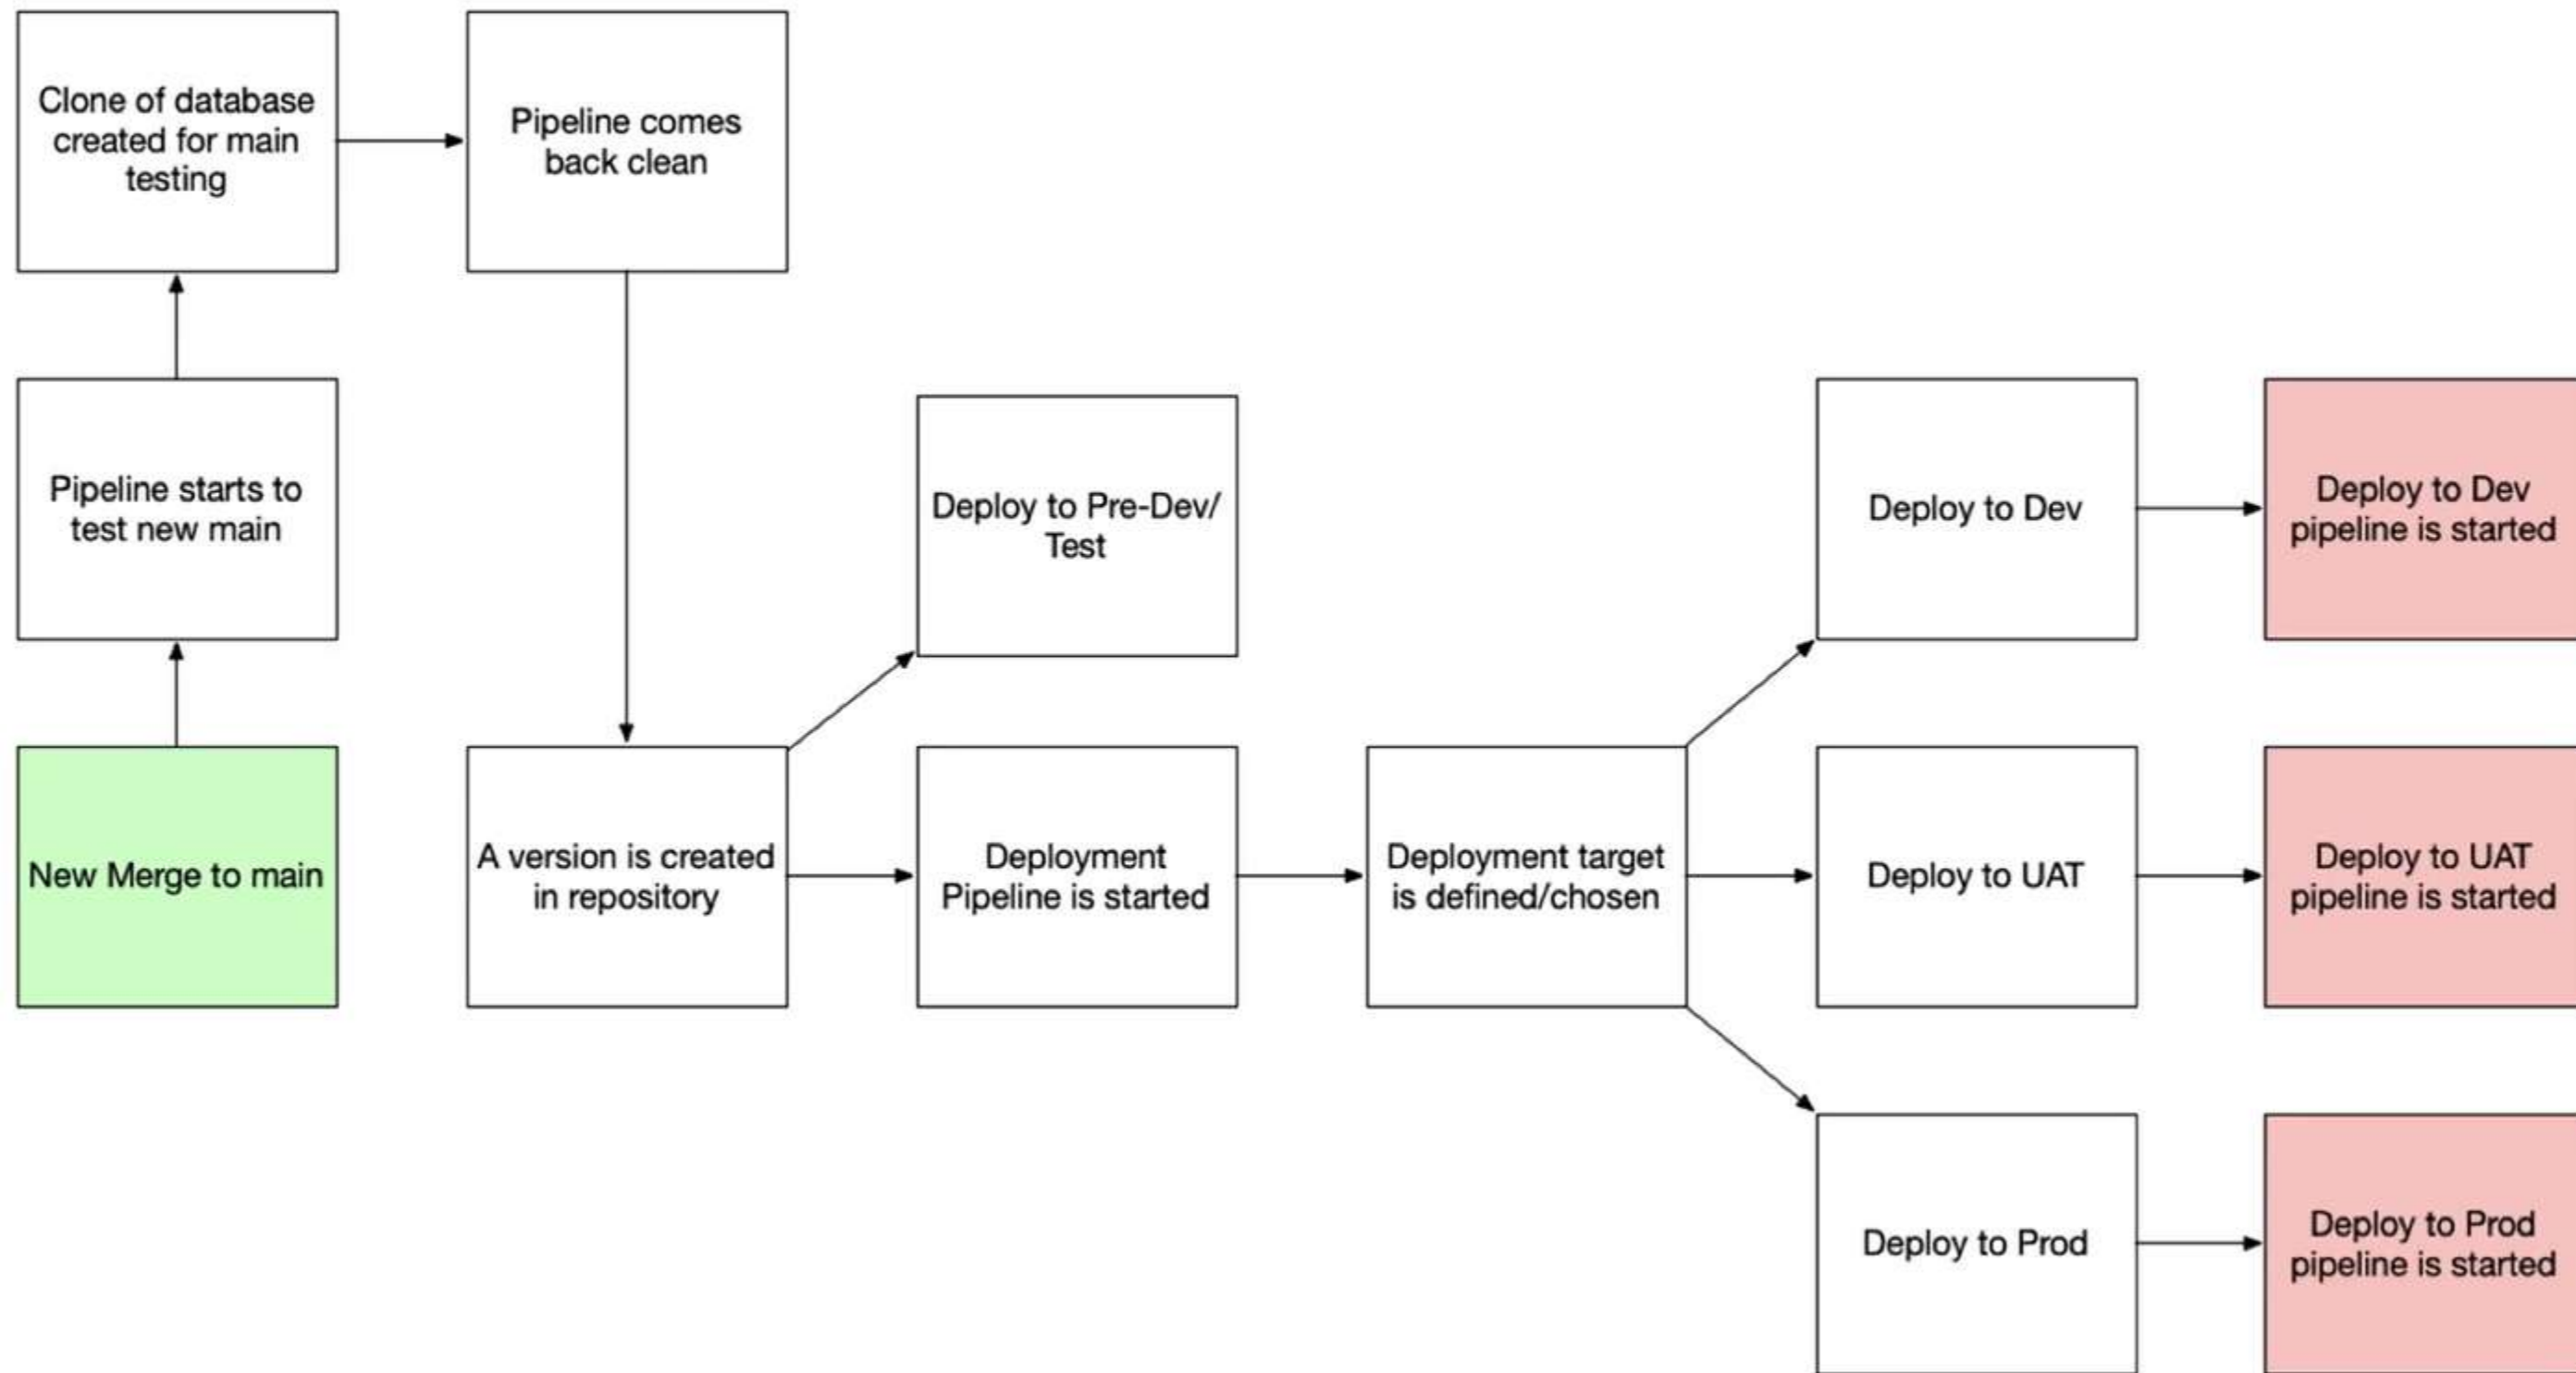 Clone of database
created for main
testing
Pipeline comes
back clean
Pipeline starts to
test new main
Deploy to Pre-Dev/
Test
Deploy to Dev
Deploy to Dev
pipeline is started
New Merge to main
A version is created
in repository
Deployment
Pipeline is started
Deployment target
is defined/chosen
Deploy to UAT
Deploy to UAT
pipeline is started
Deploy to Prod
Deploy to Prod
pipeline is started